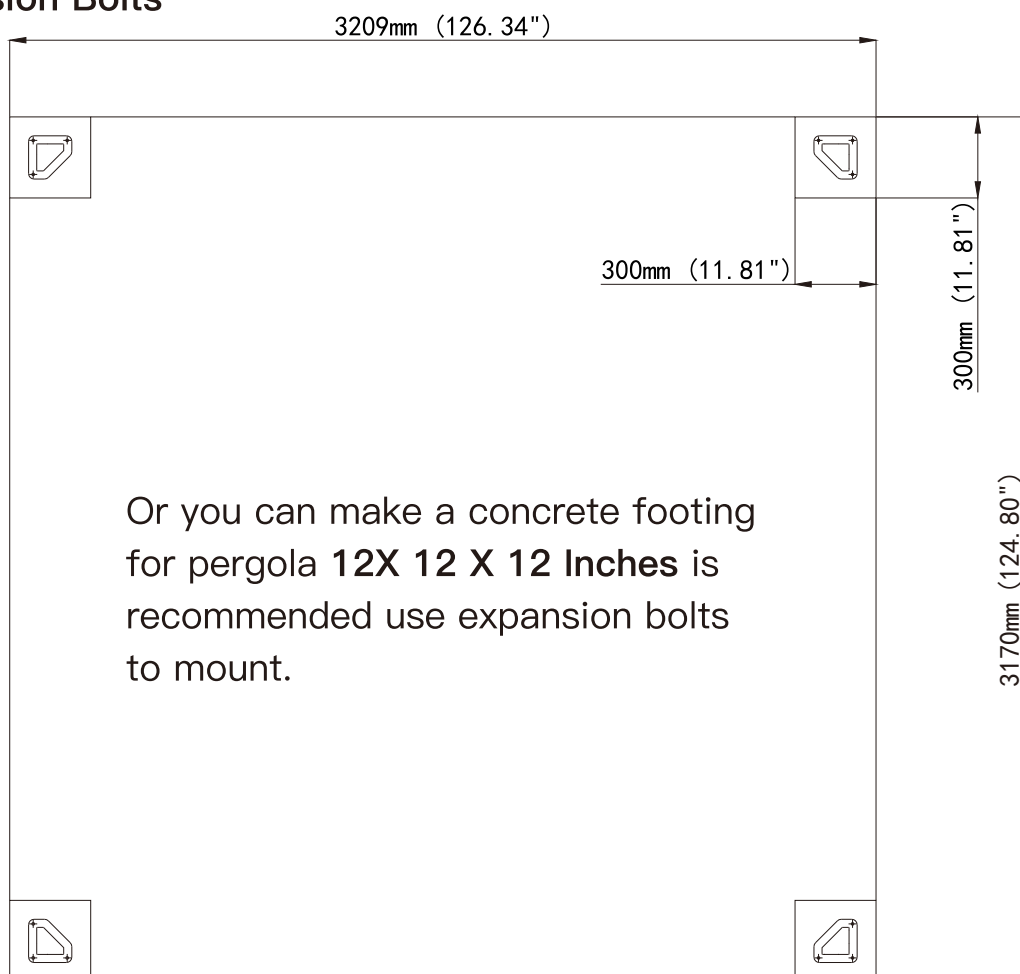 Bolts
3209mm (126.34")
300mm (11.81")
300mm (11.81")
Or you can make a concrete footing
for pergola 12X 12 X 12 Inches is
recommended use expansion bolts
to mount.
3170mm (124.80")